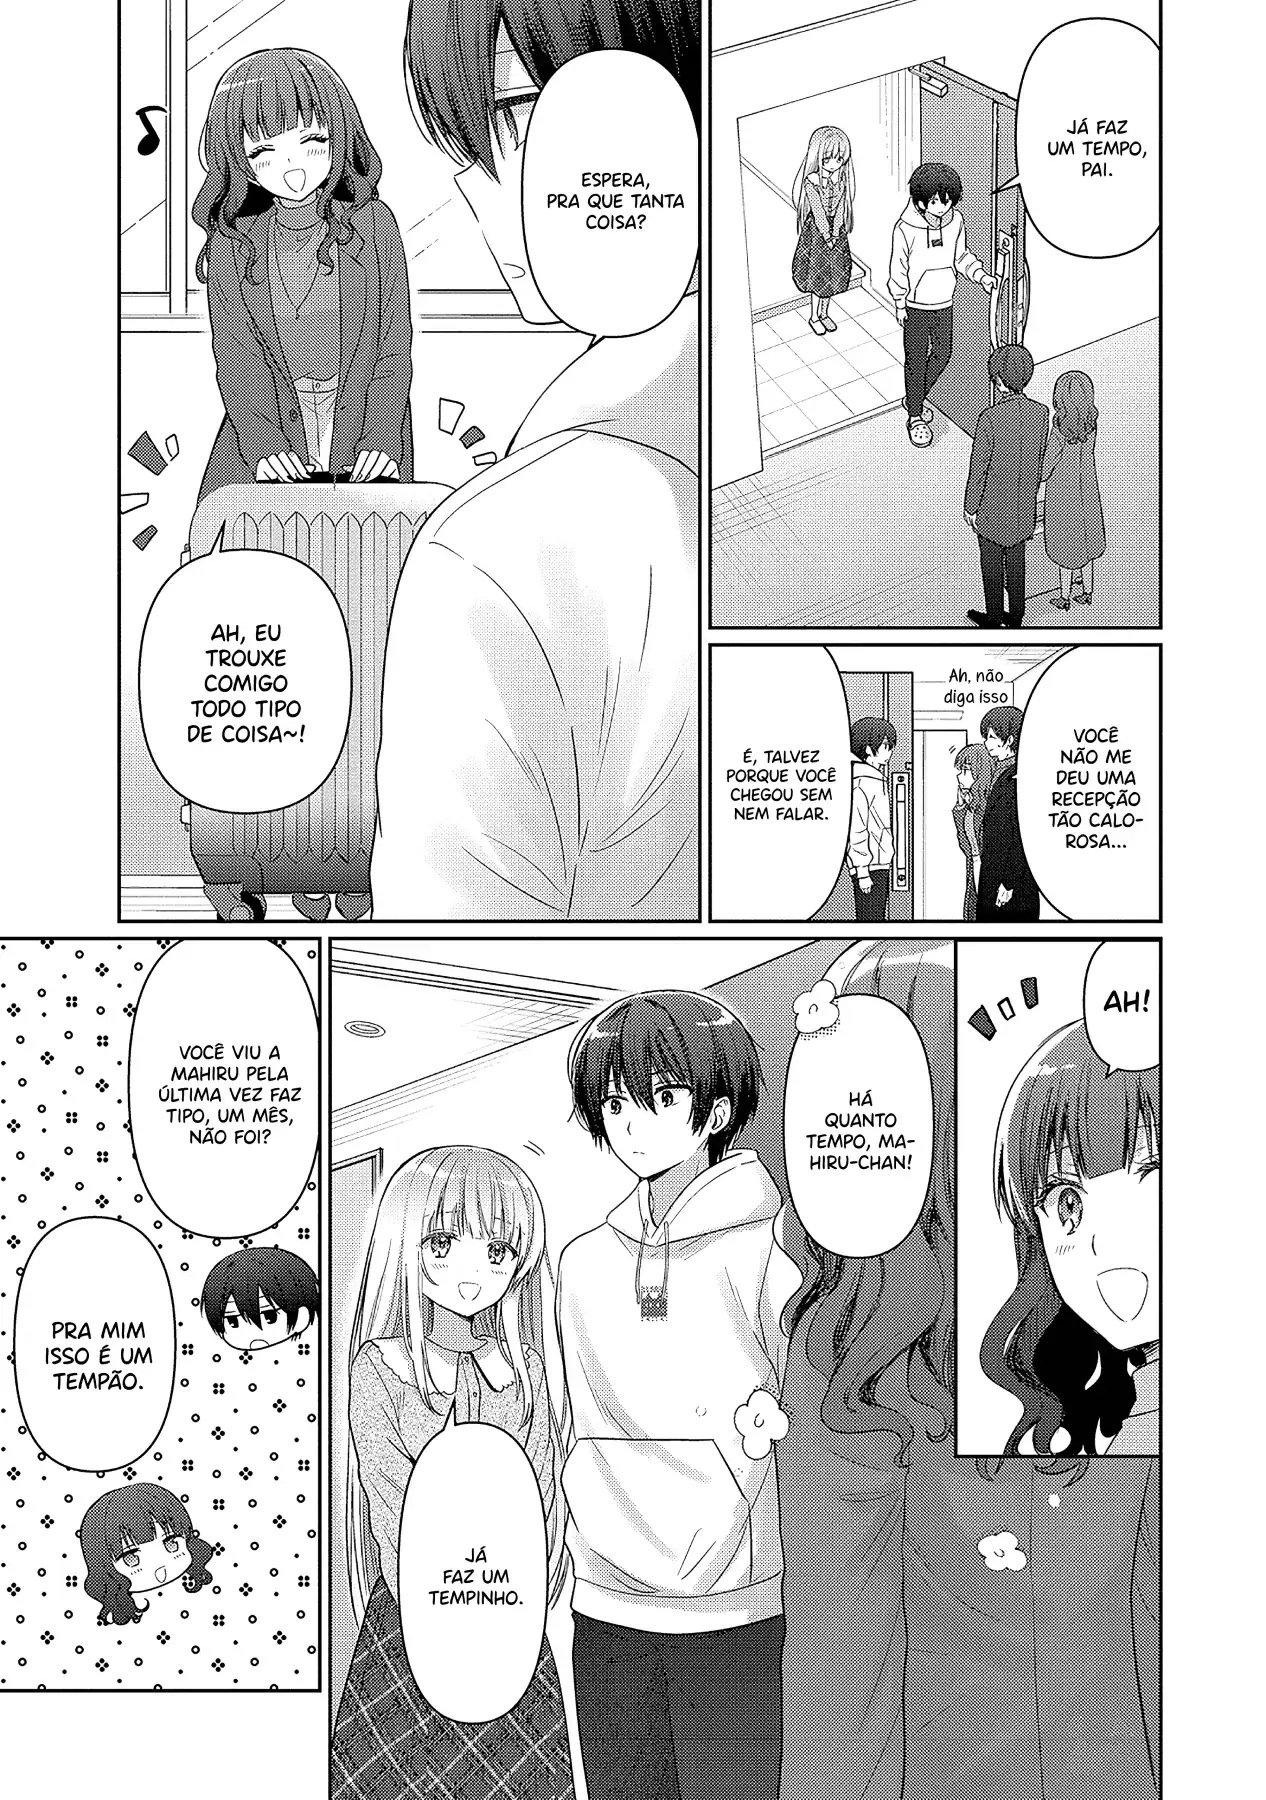 JÁ FAZ
UM TEMPO,
PAI.
VOCÊ
NÃO ME
DEU UMA
RECEPÇÃO
TÃO CALO-
ROSA...
Ah, não
diga isso
É, TALVEZ
PORQUE VOCÊ
CHEGOU SEM
NEM FALAR.
ESPERA,
PRA QUE TANTA
COISA?
AH, EU
TROUXE
COMIGO
TODO TIPO
DE COISA~!
AH!
HÁ
QUANTO
TEMPO, MA-
HIRU-CHAN!
JÁ
FAZ UM
TEMPINHO.
VOCÊ VIU A
MAHIRU PELA
ÚLTIMA VEZ FAZ
TIPO, UM MÊS,
NÃO FOI?
PRA MIM
ISSO É UM
TEMPÃO.